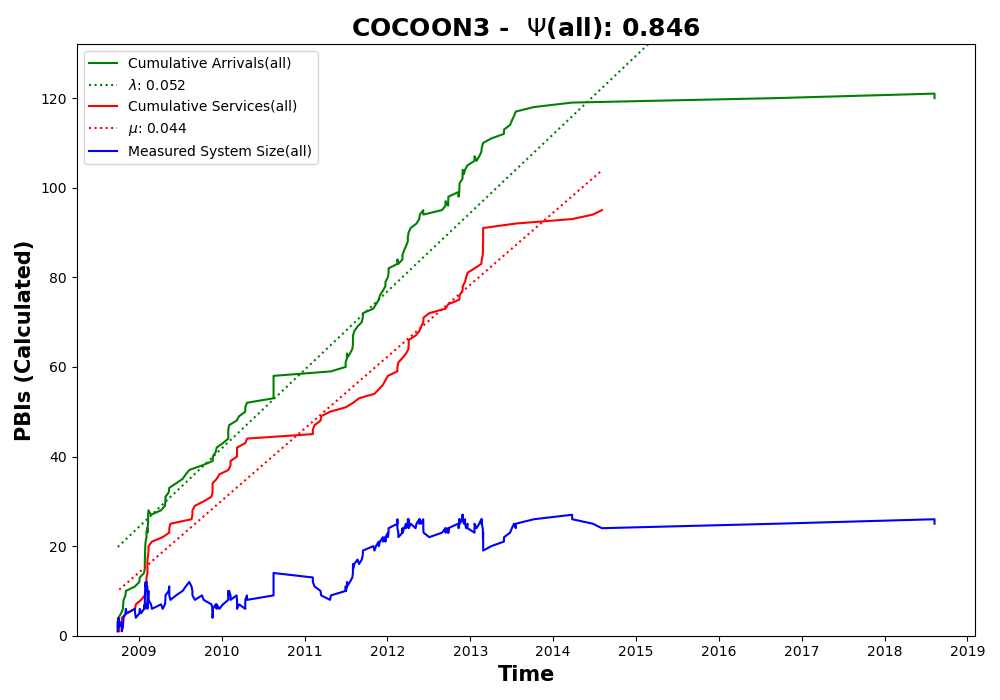 COCOON3 - Ψ(all): 0.846
Cumulative Arrivals(all)
λ: 0.052
Cumulative Services(all)
μ: 0.044
Measured System Size(all)
PBIs (Calculated)
120
100
80
60
40
20
0
2009 2010 2011 2012 2013 2014 2015 2016 2017 2018 2019
Time